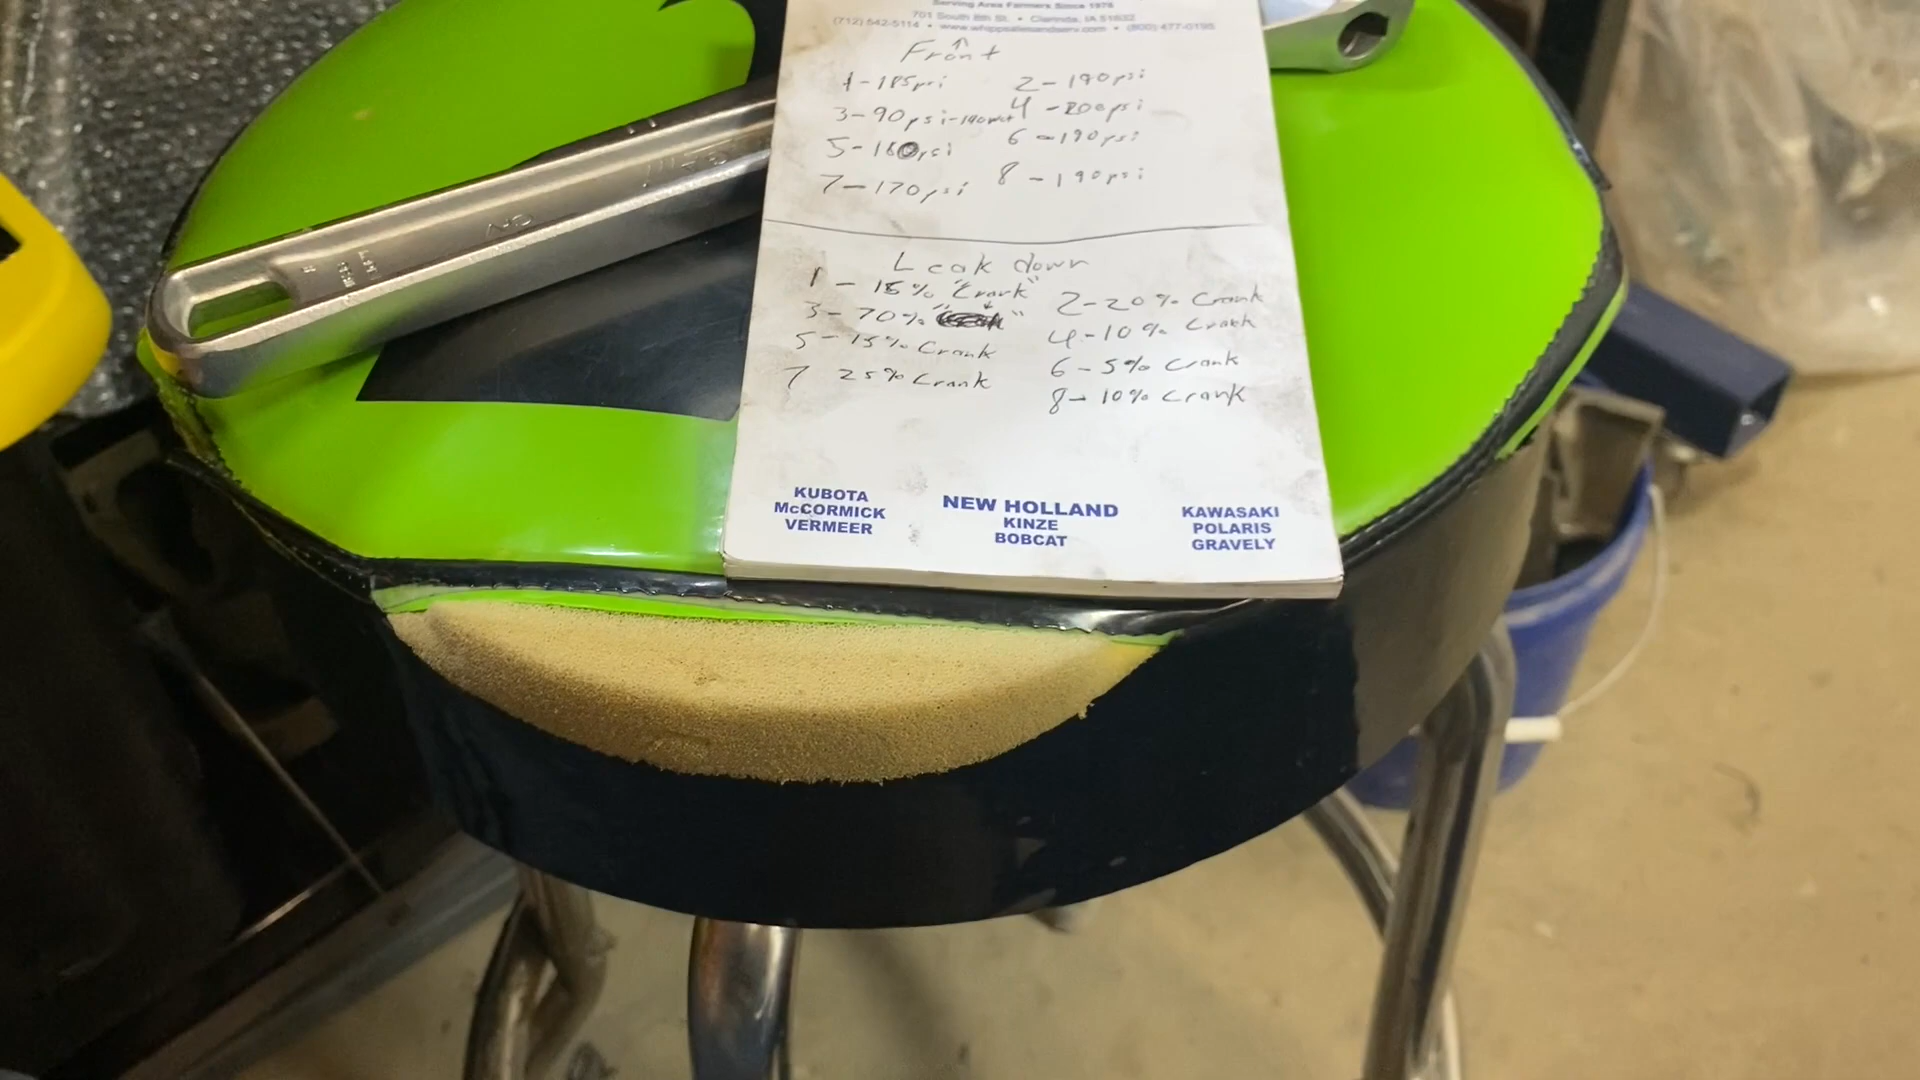 Serving Area Farmers Since 1976
701 South 8th St. • Clarinda, IA 51632
(712) 542-5114 • www.whippsalesandserv.com • (800) 477-0195
Front
1-185psi 2-190psi
3-90psi-140wet 4-200psi
5-180psi 6-190psi
7-170psi 8-190psi
Leak down
1-15% "Crank" 2-20% Crank
3-70% 4-10% Crank
5-15% Crank 6-5% Crank
7 25% Crank 8-10% Crank
KUBOTA
McCORMICK
VERMEER
NEW HOLLAND
KINZE
BOBCAT
KAWASAKI
POLARIS
GRAVELY